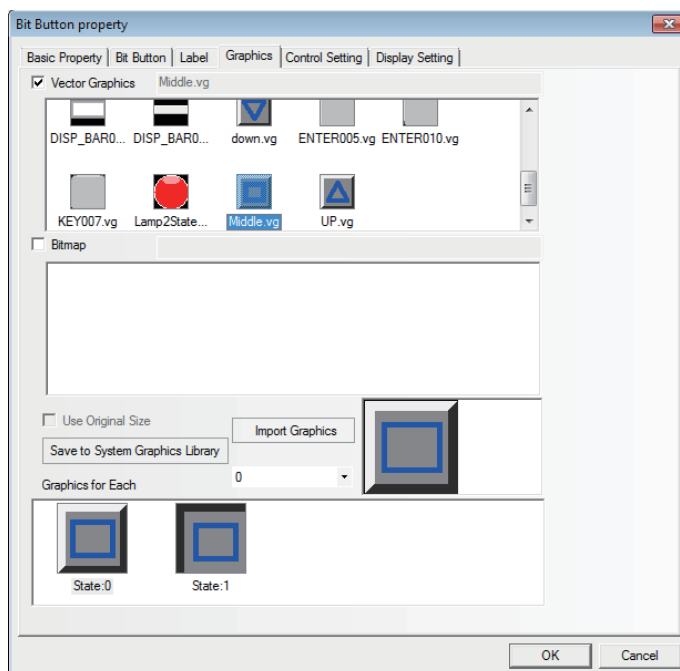 Bit Button property
Basic Property Bit Button Label Graphics Control Setting Display Setting
Vector Graphics Middle.vg
DISP_BAR0... DISP_BAR0... down.vg ENTER005.vg ENTER010.vg
KEY007.vg Lamp2State... Middle.vg UP.vg
Bitmap
Use Original Size
Import Graphics
Save to System Graphics Library
0
Graphics for Each
State:0 State:1
OK Cancel